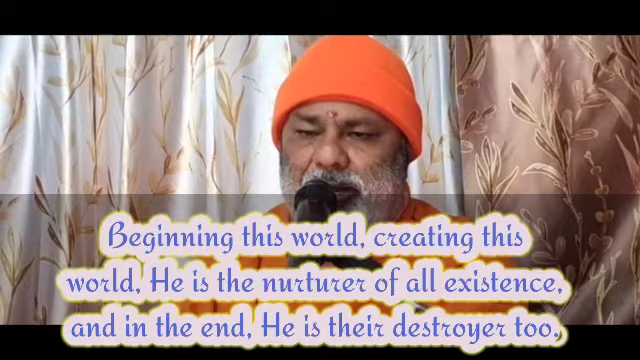 Beginning this world, creating this
world, He is the nurturer of all existence,
and in the end, He is their destroyer too.